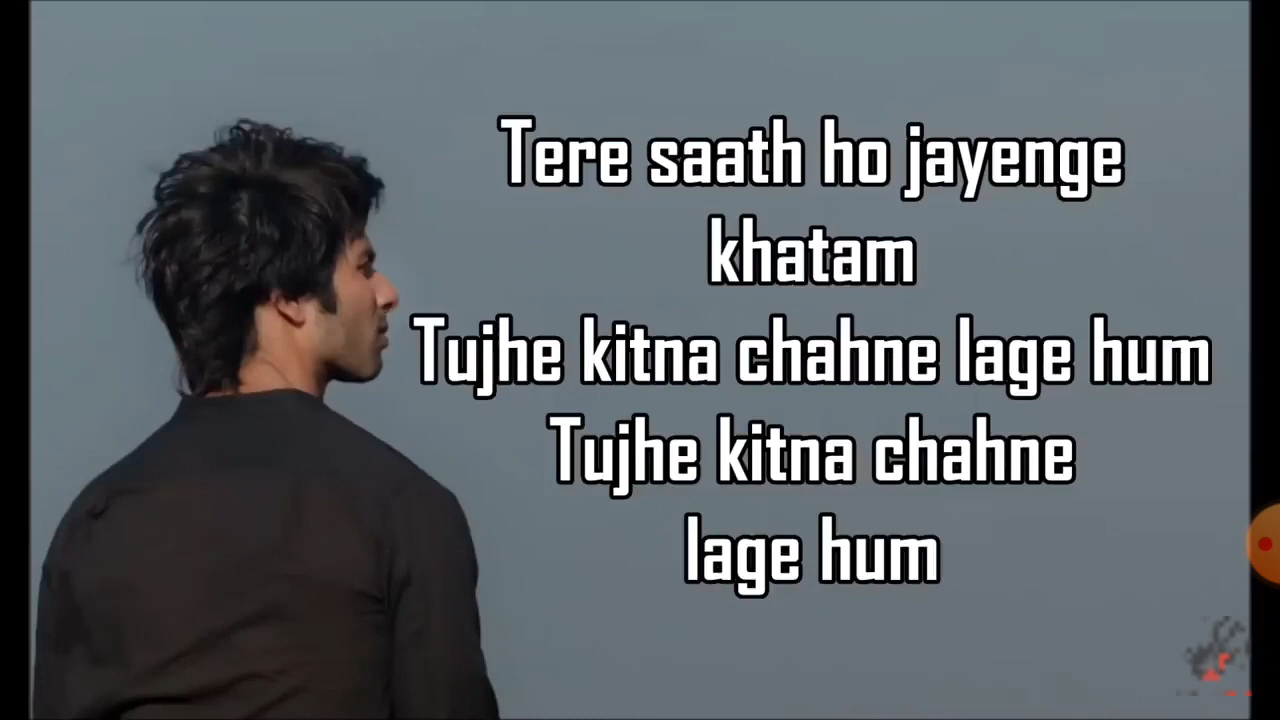 Tere saath ho jayenge
khatam
Tujhe kitna chahne lage hum
Tujhe kitna chahne
lage hum